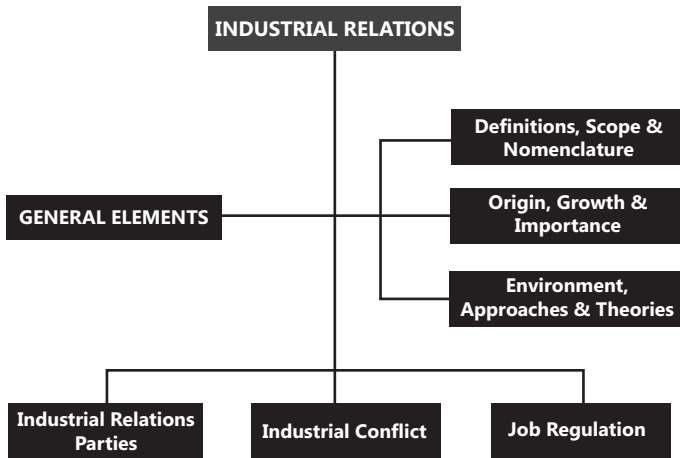 INDUSTRIAL RELATIONS
Definitions, Scope &
Nomenclature
GENERAL ELEMENTS
Origin, Growth &
Importance
Environment,
Approaches & Theories
Industrial Relations
Parties
Industrial Conflict
Job Regulation